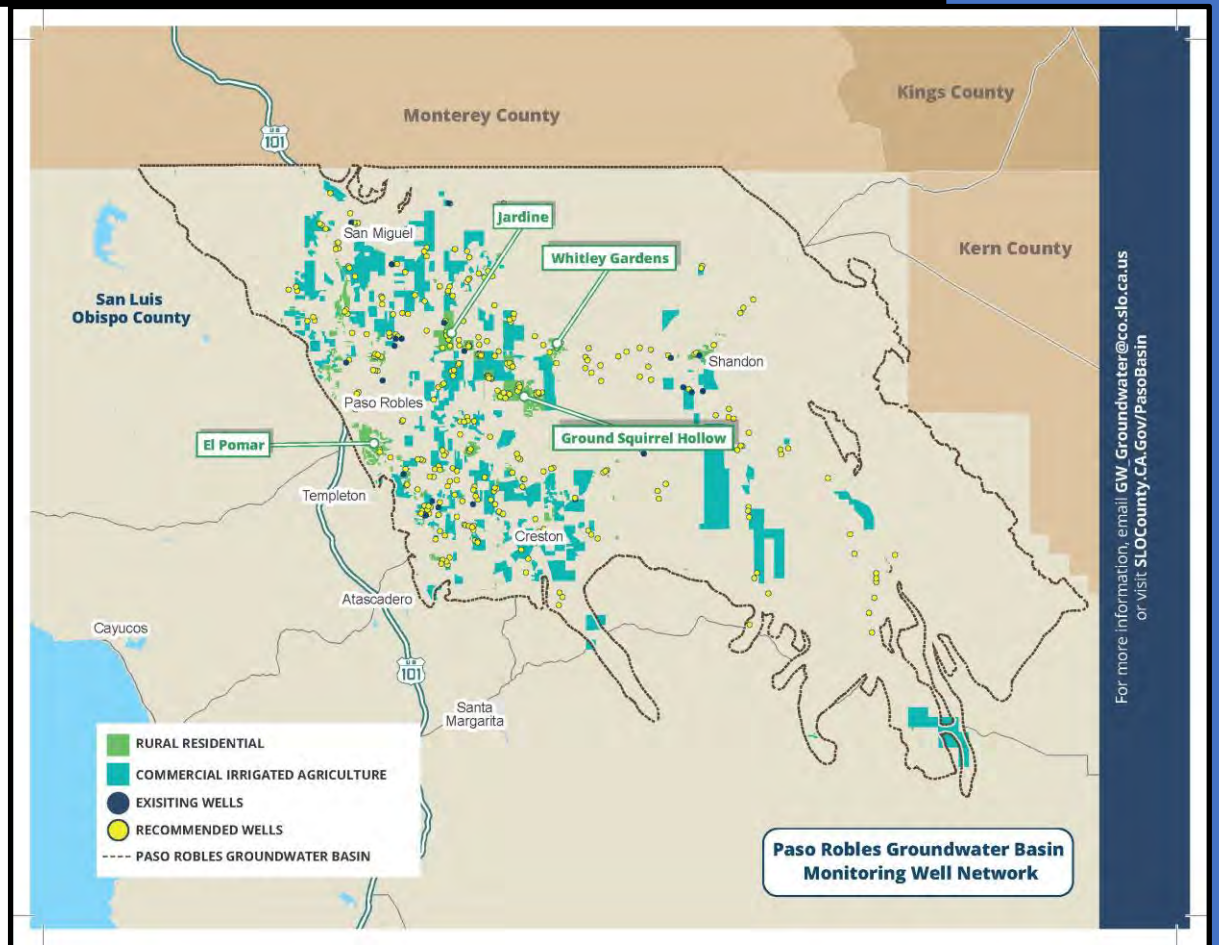 Monterey County
Kings County
U S
101
Jardine
San Miguel
Kern County
Whitley Gardens
San Luis
Obispo County
Shandon
Paso Robles
El Pomar
Ground Squirrel Hollow
Templeton
Creston
Atascadero
Cayucos
U S
101
Santa
Margarita
RURAL RESIDENTIAL
COMMERCIAL IRRIGATED AGRICULTURE
EXISITING WELLS
RECOMMENDED WELLS
PASO ROBLES GROUNDWATER BASIN
Paso Robles Groundwater Basin
Monitoring Well Network
For more information, email GW_Groundwater@co.slo.ca.us
or visit SLOCounty.CA.Gov/PasoBasin